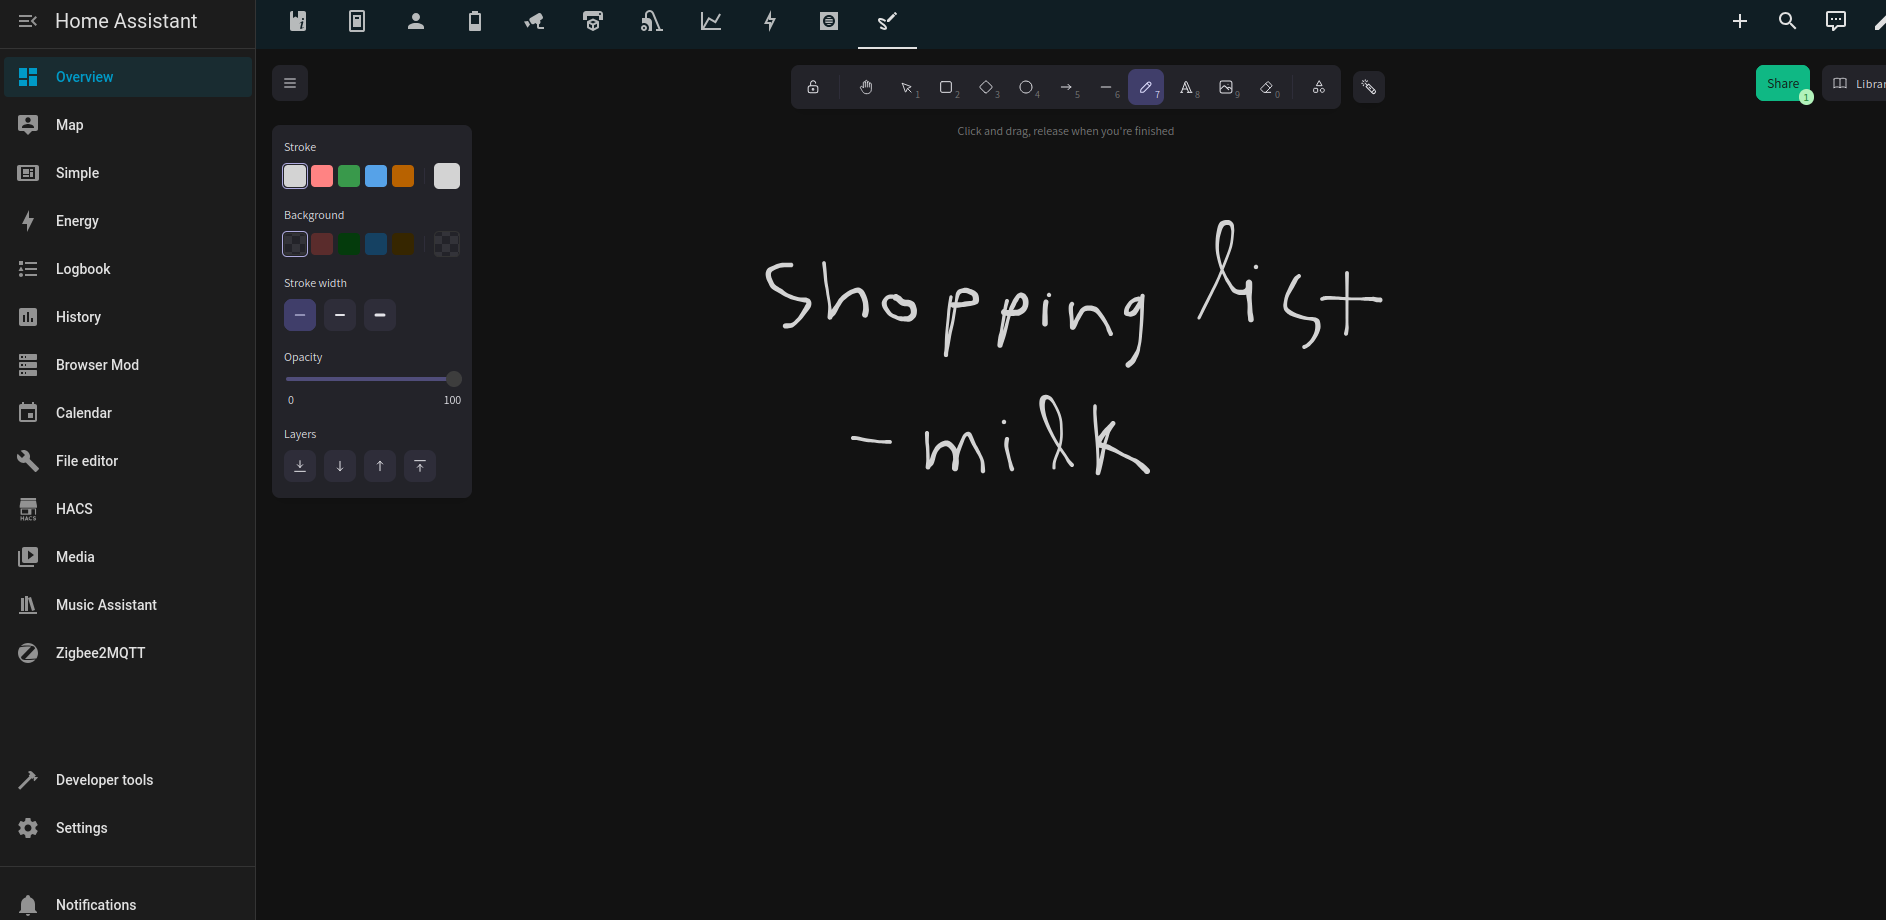 Home Assistant
Overview
Map
Simple
Energy
Logbook
History
Browser Mod
Calendar
File editor
HACS
HACS
Media
Music Assistant
Zigbee2MQTT
Developer tools
Settings
Notifications
1
2
3
4
5
6
7
8
9
0
Share
1
Librar
Click and drag, release when you're finished
Stroke
Background
Stroke width
Opacity
0 100
Layers
Shopping list
- milk